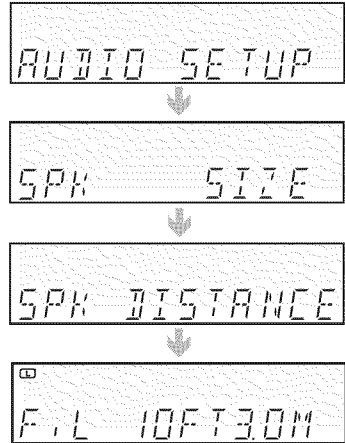 AUDIO SETUP
SPK SIZE
SPK DISTANCE
L
F.L 10FT3.0M